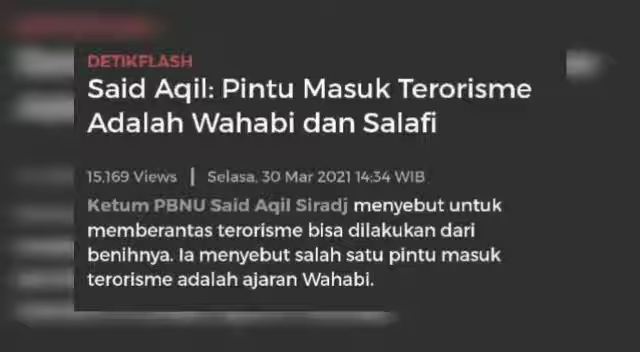 DETIKFLASH
Said Aqil: Pintu Masuk Terorisme
Adalah Wahabi dan Salafi
15,169 Views | Selasa, 30 Mar 2021 14:34 WIB
Ketum PBNU Said Aqil Siradj menyebut untuk
memberantas terorisme bisa dilakukan dari
benihnya. Ia menyebut salah satu pintu masuk
terorisme adalah ajaran Wahabi.